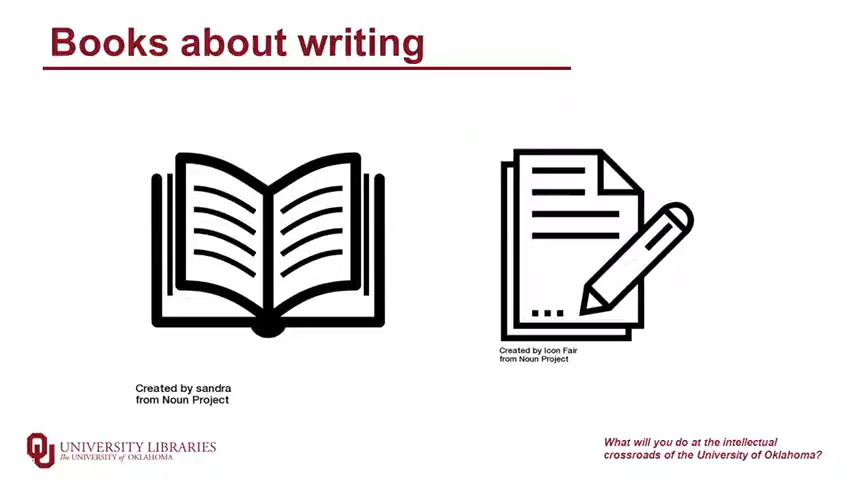 Books about writing
Created by sandra
from Noun Project
Created by Icon Fair
from Noun Project
OU
UNIVERSITY LIBRARIES
The UNIVERSITY of OKLAHOMA
What will you do at the intellectual
crossroads of the University of Oklahoma?